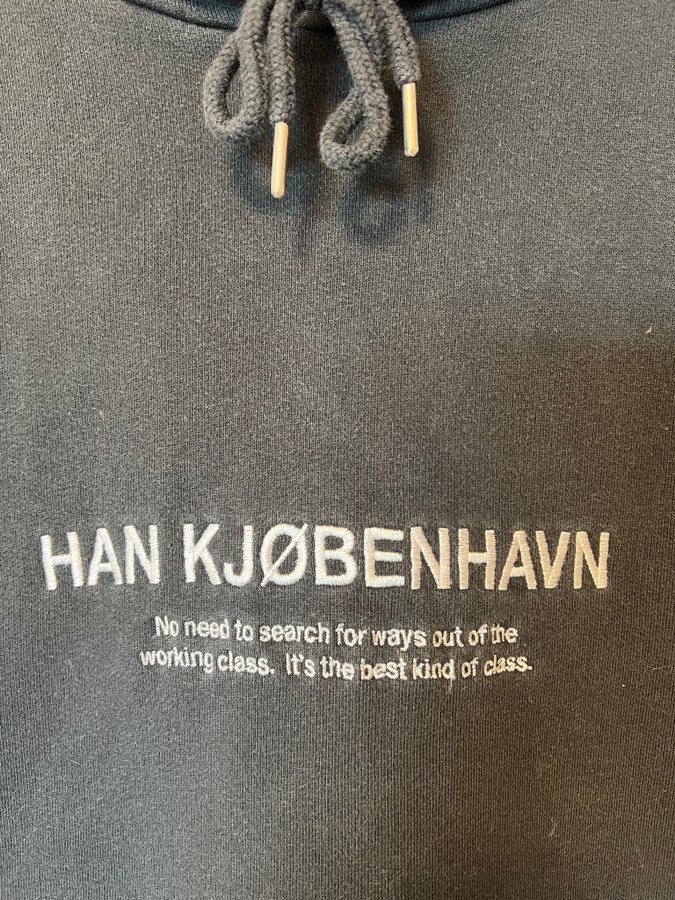 HAN KJØBENHAVN
No need to search for ways out of the
working class. It's the best kind of class.